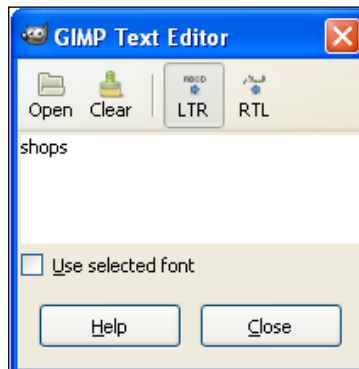 GIMP Text Editor
Open Clear LTR RTL
shops
Use selected font
Help Close